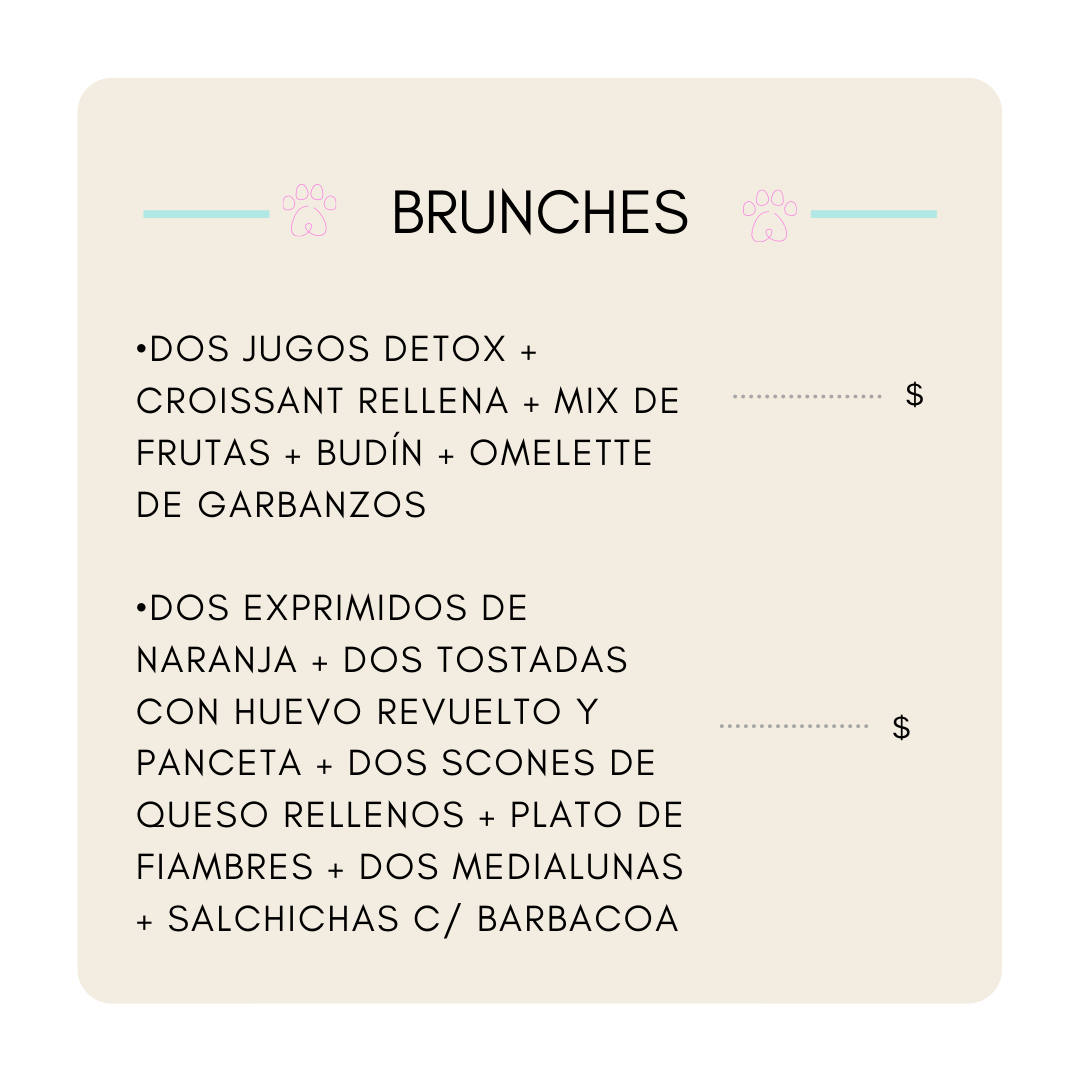 BRUNCHES
•DOS JUGOS DETOX +
CROISSANT RELLENA + MIX DE
FRUTAS + BUDÍN + OMELETTE
DE GARBANZOS
.................... $
•DOS EXPRIMIDOS DE
NARANJA + DOS TOSTADAS
CON HUEVO REVUELTO Y
PANCETA + DOS SCONES DE
QUESO RELLENOS + PLATO DE
FIAMBRES + DOS MEDIALUNAS
+ SALCHICHAS C/ BARBACOA
.................... $